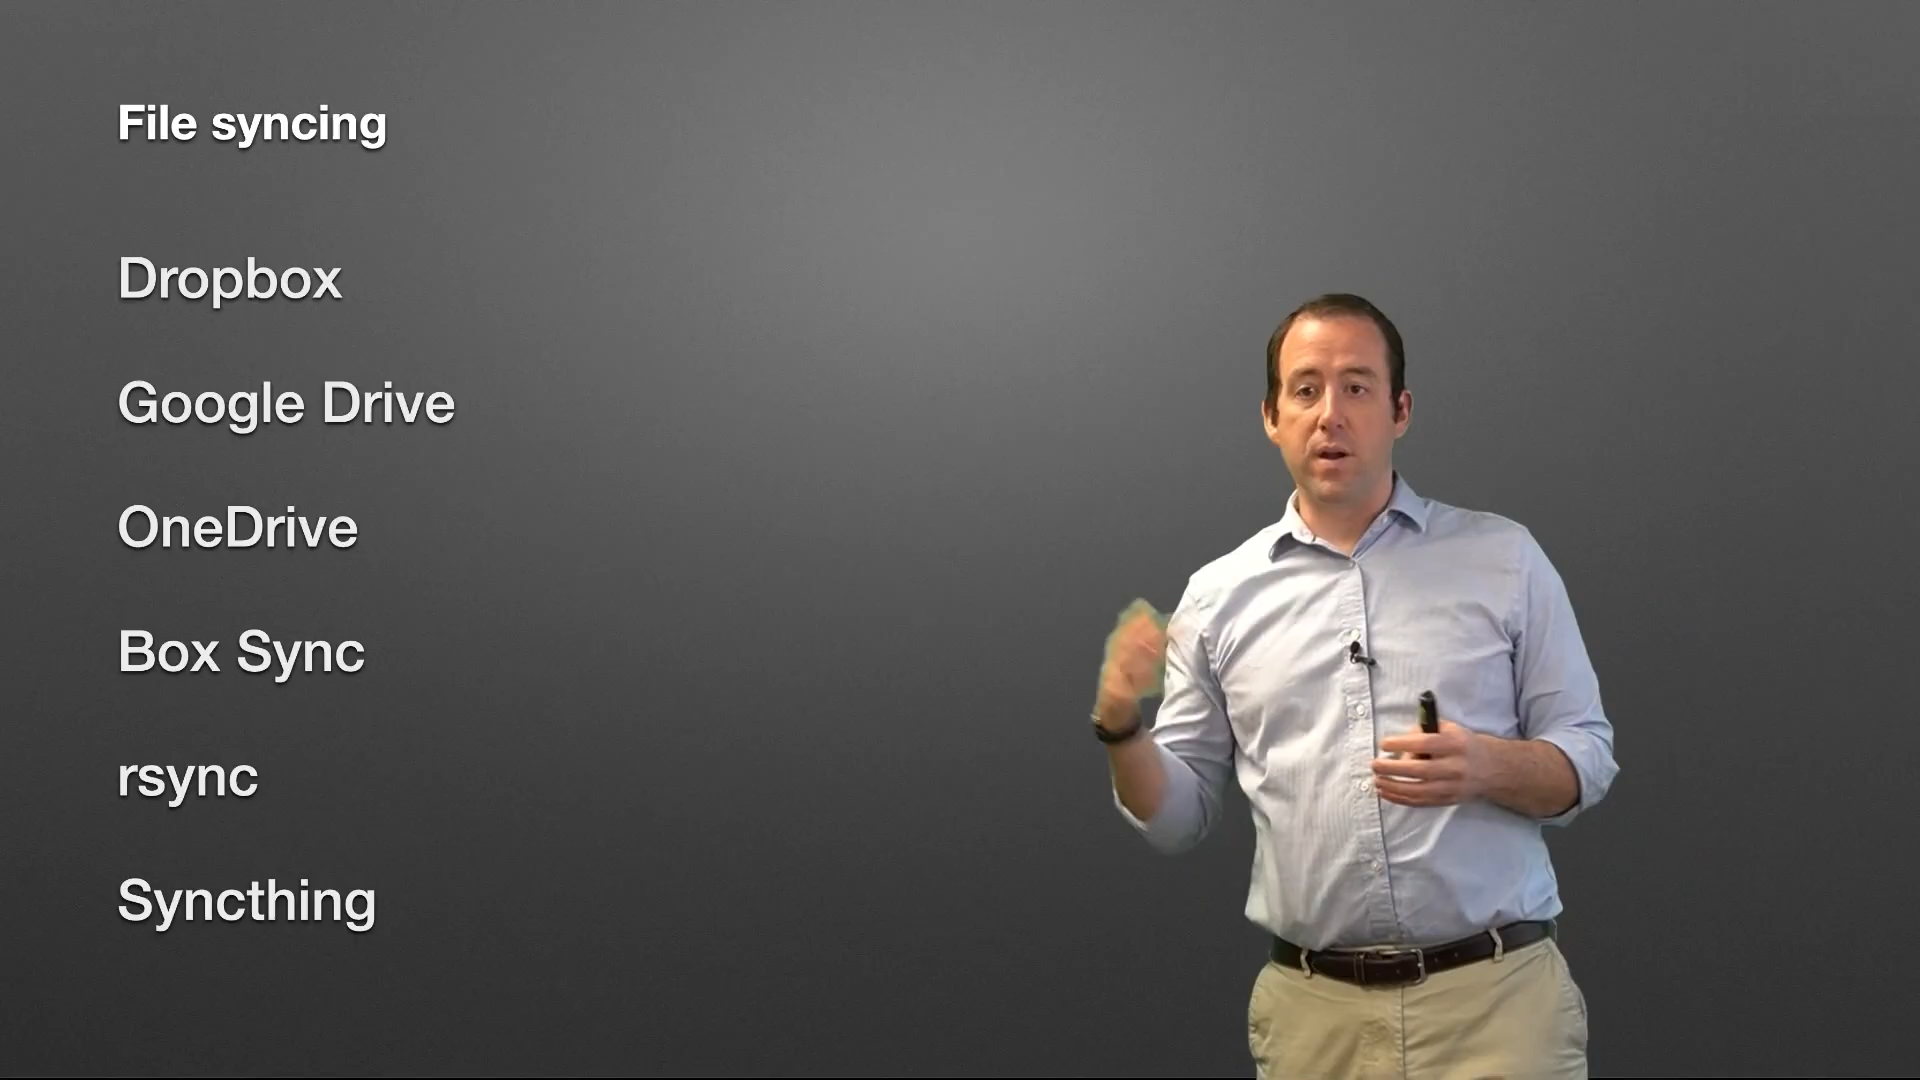 File syncing
Dropbox
Google Drive
OneDrive
Box Sync
rsync
Syncthing